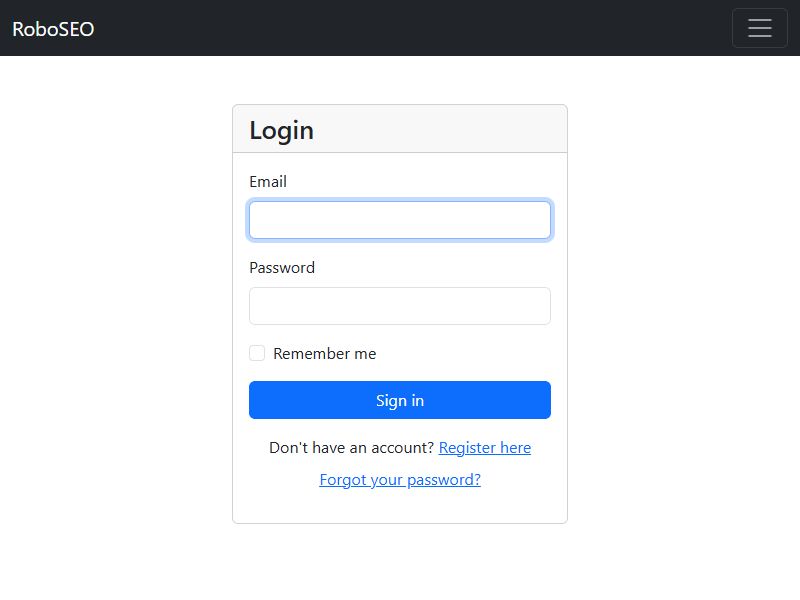 RoboSEO
Login
Email
Password
Remember me
Sign in
Don't have an account? Register here
Forgot your password?